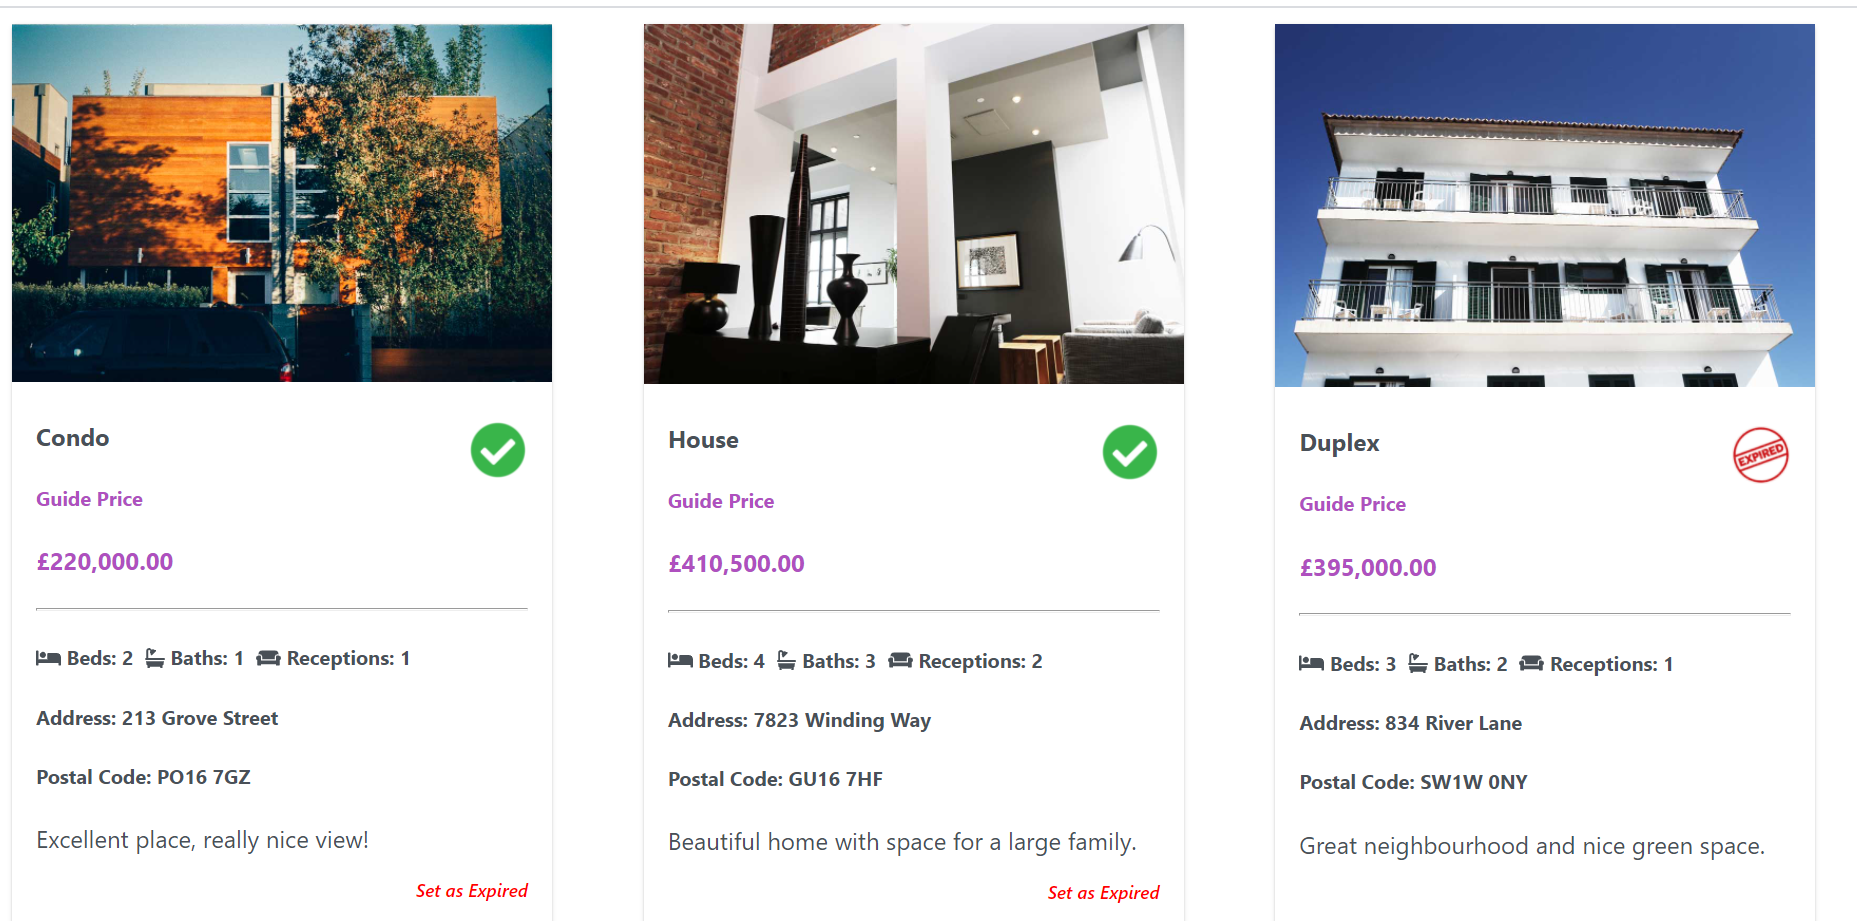 Condo
Guide Price
£220,000.00
Beds: 2 Baths: 1 Receptions: 1
Address: 213 Grove Street
Postal Code: PO16 7GZ
Excellent place, really nice view!
Set as Expired
House
Guide Price
£410,500.00
Beds: 4 Baths: 3 Receptions: 2
Address: 7823 Winding Way
Postal Code: GU16 7HF
Beautiful home with space for a large family.
Set as Expired
Duplex
EXPIRED
Guide Price
£395,000.00
Beds: 3 Baths: 2 Receptions: 1
Address: 834 River Lane
Postal Code: SW1W 0NY
Great neighbourhood and nice green space.